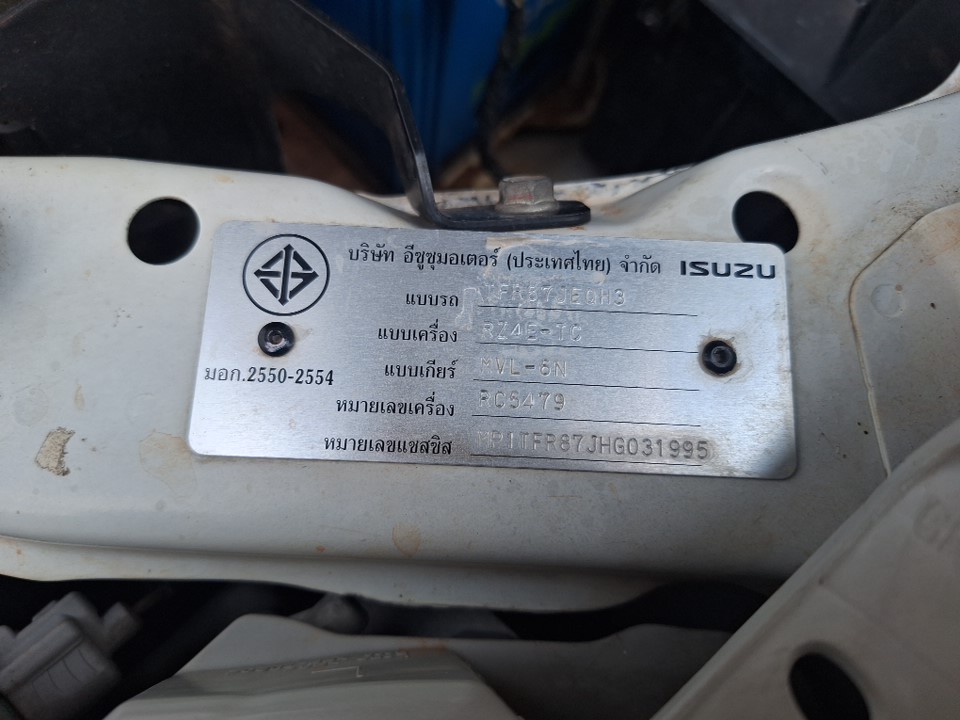 บริษัท อีซูซุมอเตอร์ (ประเทศไทย) จำกัด ISUZU
แบบรถ TFR87JEQH3
แบบเครื่อง RZ4E-TC
มอก.2550-2554 แบบเกียร์ MVL-6N
หมายเลขเครื่อง RC6479
หมายเลขแชสซิส MP1TFR87JHG031995